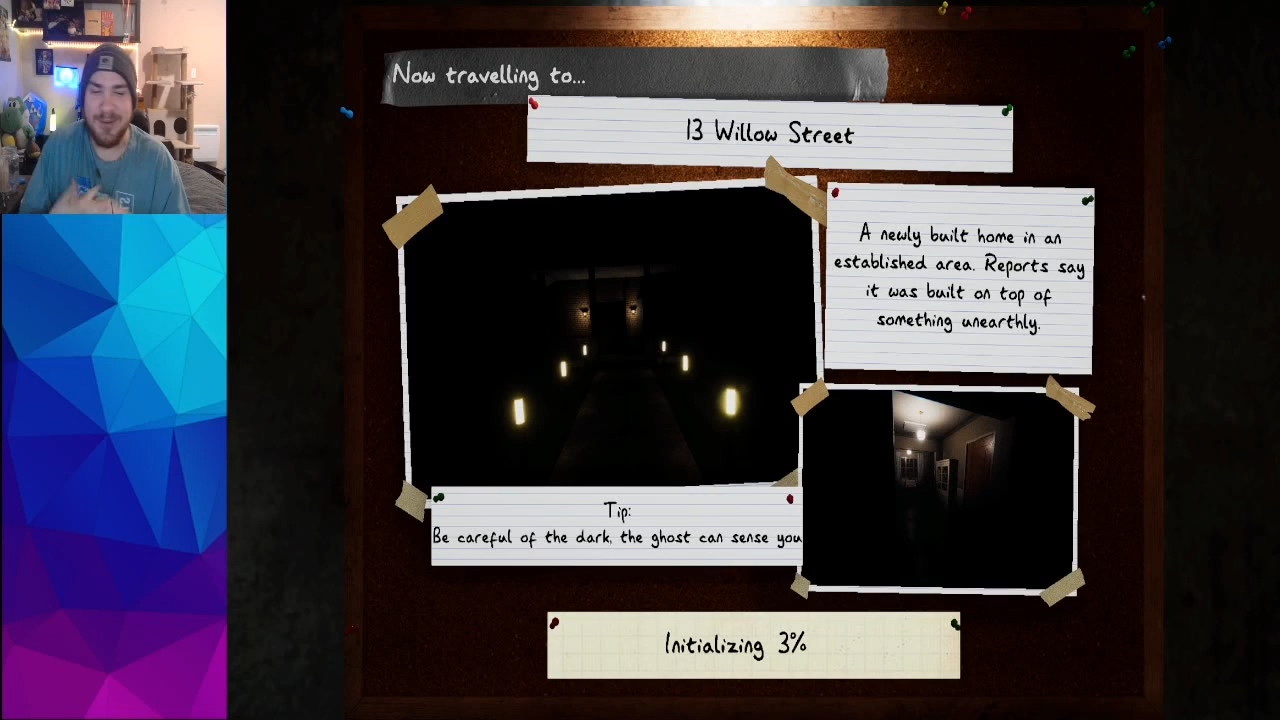 Now travelling to...
13 Willow Street
A newly built home in an
established area. Reports say
it was built on top of
something unearthly.
Tip:
Be careful of the dark, the ghost can sense you
Initializing 3%